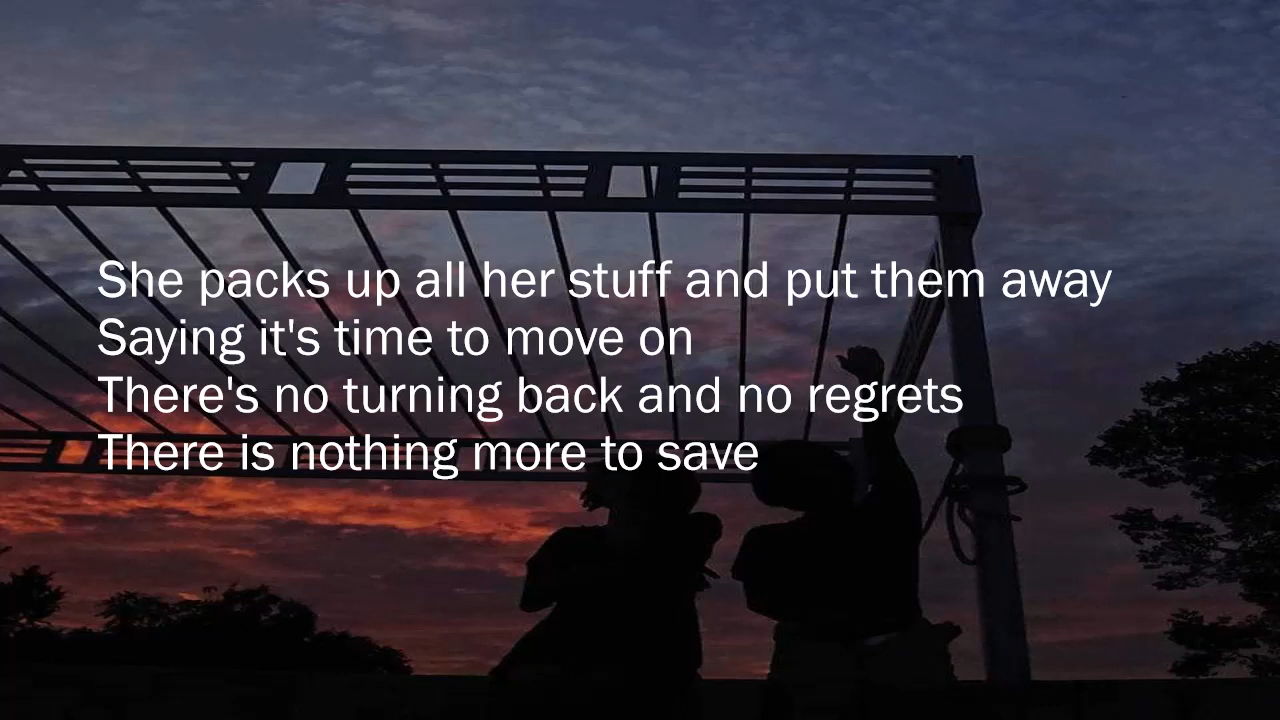 She packs up all her stuff and put them away
Saying it's time to move on
There's no turning back and no regrets
There is nothing more to save